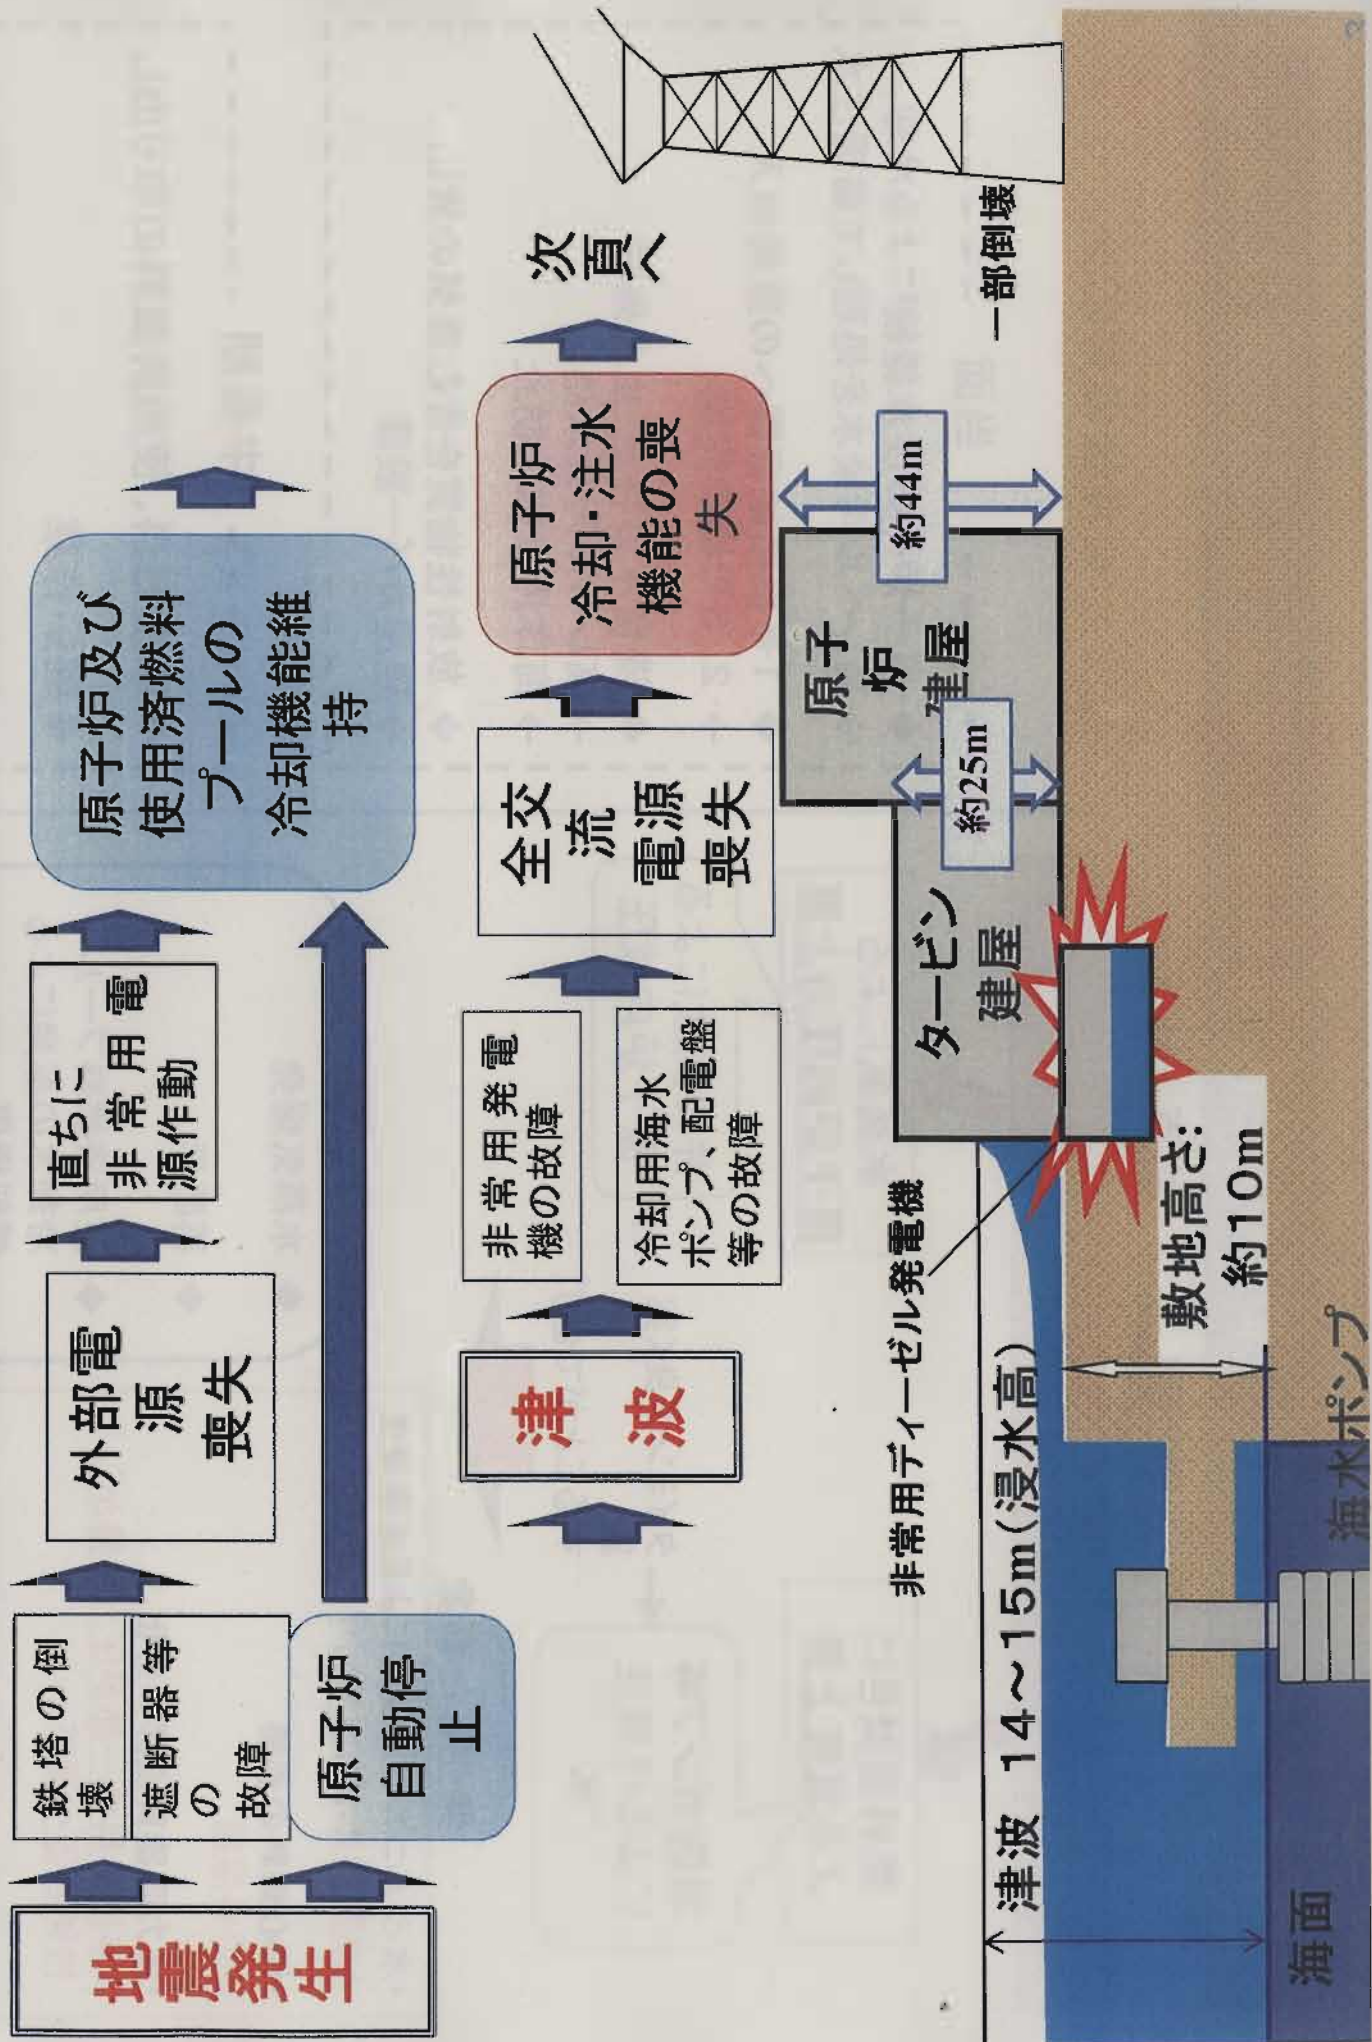 地震発生
鉄塔の倒
壊
遮断器等
の
故障
原子炉
自動停
止
外部電
源
喪失
直ちに
非常用電
源作動
原子炉及び
使用済燃料
プールの
冷却機能維
持
津
波
非常用発電
機の故障
冷却用海水
ポンプ、配電盤
等の故障
全交
流
電源
喪失
原子炉
冷却・注水
機能の喪
失
次
頁へ
非常用ディーゼル発電機
タービン
建屋
約25m
原子
炉
建屋
約44m
一部倒壊
津波 14～15m(浸水高)
敷地高さ:
約10m
海面
海水ポンプ
3